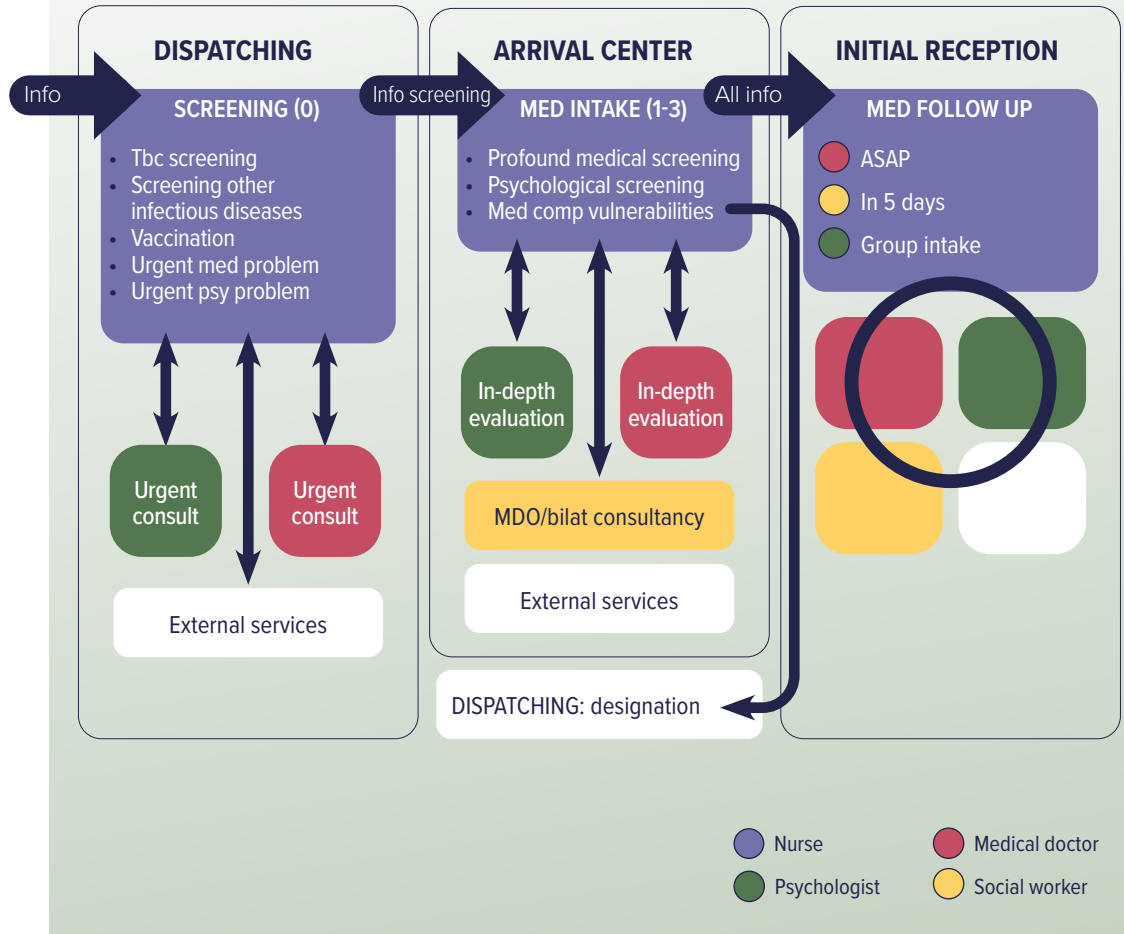 DISPATCHING
Info
SCREENING (0)
• Tbc screening
• Screening other
infectious diseases
• Vaccination
• Urgent med problem
• Urgent psy problem
Urgent
consult
Urgent
consult
External services
ARRIVAL CENTER
Info screening
MED INTAKE (1-3)
• Profound medical screening
• Psychological screening
• Med comp vulnerabilities
In-depth
evaluation
In-depth
evaluation
MDO/bilat consultancy
External services
DISPATCHING: designation
INITIAL RECEPTION
All info
MED FOLLOW UP
ASAP
In 5 days
Group intake
Nurse
Medical doctor
Psychologist
Social worker